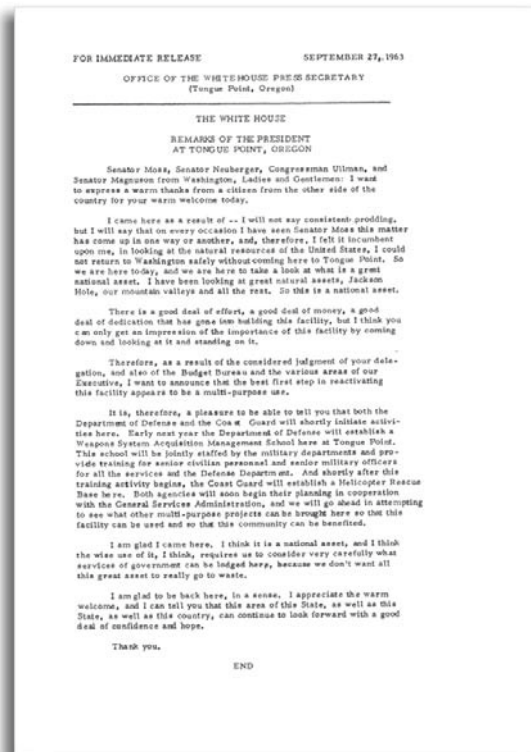 FOR IMMEDIATE RELEASE SEPTEMBER 27, 1963
OFFICE OF THE WHITE HOUSE PRESS SECRETARY
(Tongue Point, Oregon)
THE WHITE HOUSE
REMARKS OF THE PRESIDENT
AT TONGUE POINT, OREGON
Senator Moss, Senator Neuberger, Congressman Ullman, and
Senator Magnuson from Washington, Ladies and Gentlemen: I want
to express a warm thanks from a citizen from the other side of the
country for your warm welcome today.
I came here as a result of -- I will not say consistent prodding,
but I will say that on every occasion I have seen Senator Moss this matter
has come up in one way or another, and, therefore, I felt it incumbent
upon me, in looking at the natural resources of the United States, I could
not return to Washington safely without coming here to Tongue Point. So
we are here today, and we are here to take a look at what is a great
national asset. I have been looking at great natural assets, Jackson
Hole, our mountain valleys and all the rest. So this is a national asset.
There is a good deal of effort, a good deal of money, a good
deal of dedication that has gone into building this facility, but I think you
can only get an impression of the importance of this facility by coming
down and looking at it and standing on it.
Therefore, as a result of the considered judgment of your dele-
gation, and also of the Budget Bureau and the various areas of our
Executive, I want to announce that the best first step in reactivating
this facility appears to be a multi-purpose use.
It is, therefore, a pleasure to be able to tell you that both the
Department of Defense and the Coast Guard will shortly initiate activi-
ties here. Early next year the Department of Defense will establish a
Weapons System Acquisition Management School here at Tongue Point.
This school will be jointly staffed by the military departments and pro-
vide training for senior civilian personnel and senior military officers
for all the services and the Defense Department. And shortly after this
training activity begins, the Coast Guard will establish a Helicopter Rescue
Base here. Both agencies will soon begin their planning in cooperation
with the General Services Administration, and we will go ahead in attempting
to see what other multi-purpose projects can be brought here so that this
facility can be used and so that this community can be benefited.
I am glad I came here. I think it is a national asset, and I think
the wise use of it, I think, requires us to consider very carefully what
services of government can be lodged here, because we don't want all
this great asset to really go to waste.
I am glad to be back here, in a sense. I appreciate the warm
welcome, and I can tell you that this area of this State, as well as this
State, as well as this country, can continue to look forward with a good
deal of confidence and hope.
Thank you.
END